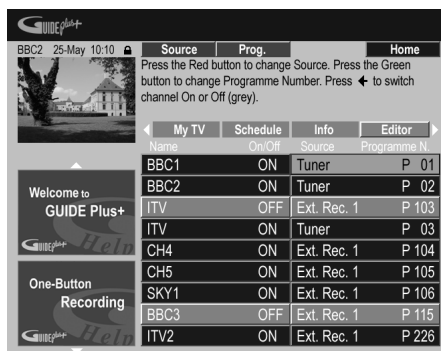 GUIDE Plus+
BBC2 25-May 10:10
Source Prog. Home
Press the Red button to change Source. Press the Green
button to change Programme Number. Press ← to switch
channel On or Off (grey).
My TV Schedule Info Editor
Name On/Off Source Programme N.
BBC1 ON Tuner P 01
BBC2 ON Tuner P 02
ITV OFF Ext. Rec. 1 P 103
ITV ON Tuner P 03
CH4 ON Ext. Rec. 1 P 104
CH5 ON Ext. Rec. 1 P 105
SKY1 ON Ext. Rec. 1 P 106
BBC3 OFF Ext. Rec. 1 P 115
ITV2 ON Ext. Rec. 1 P 226
Welcome to
GUIDE Plus+
GUIDE Plus+ Help
One-Button
Recording
GUIDE Plus+ Help